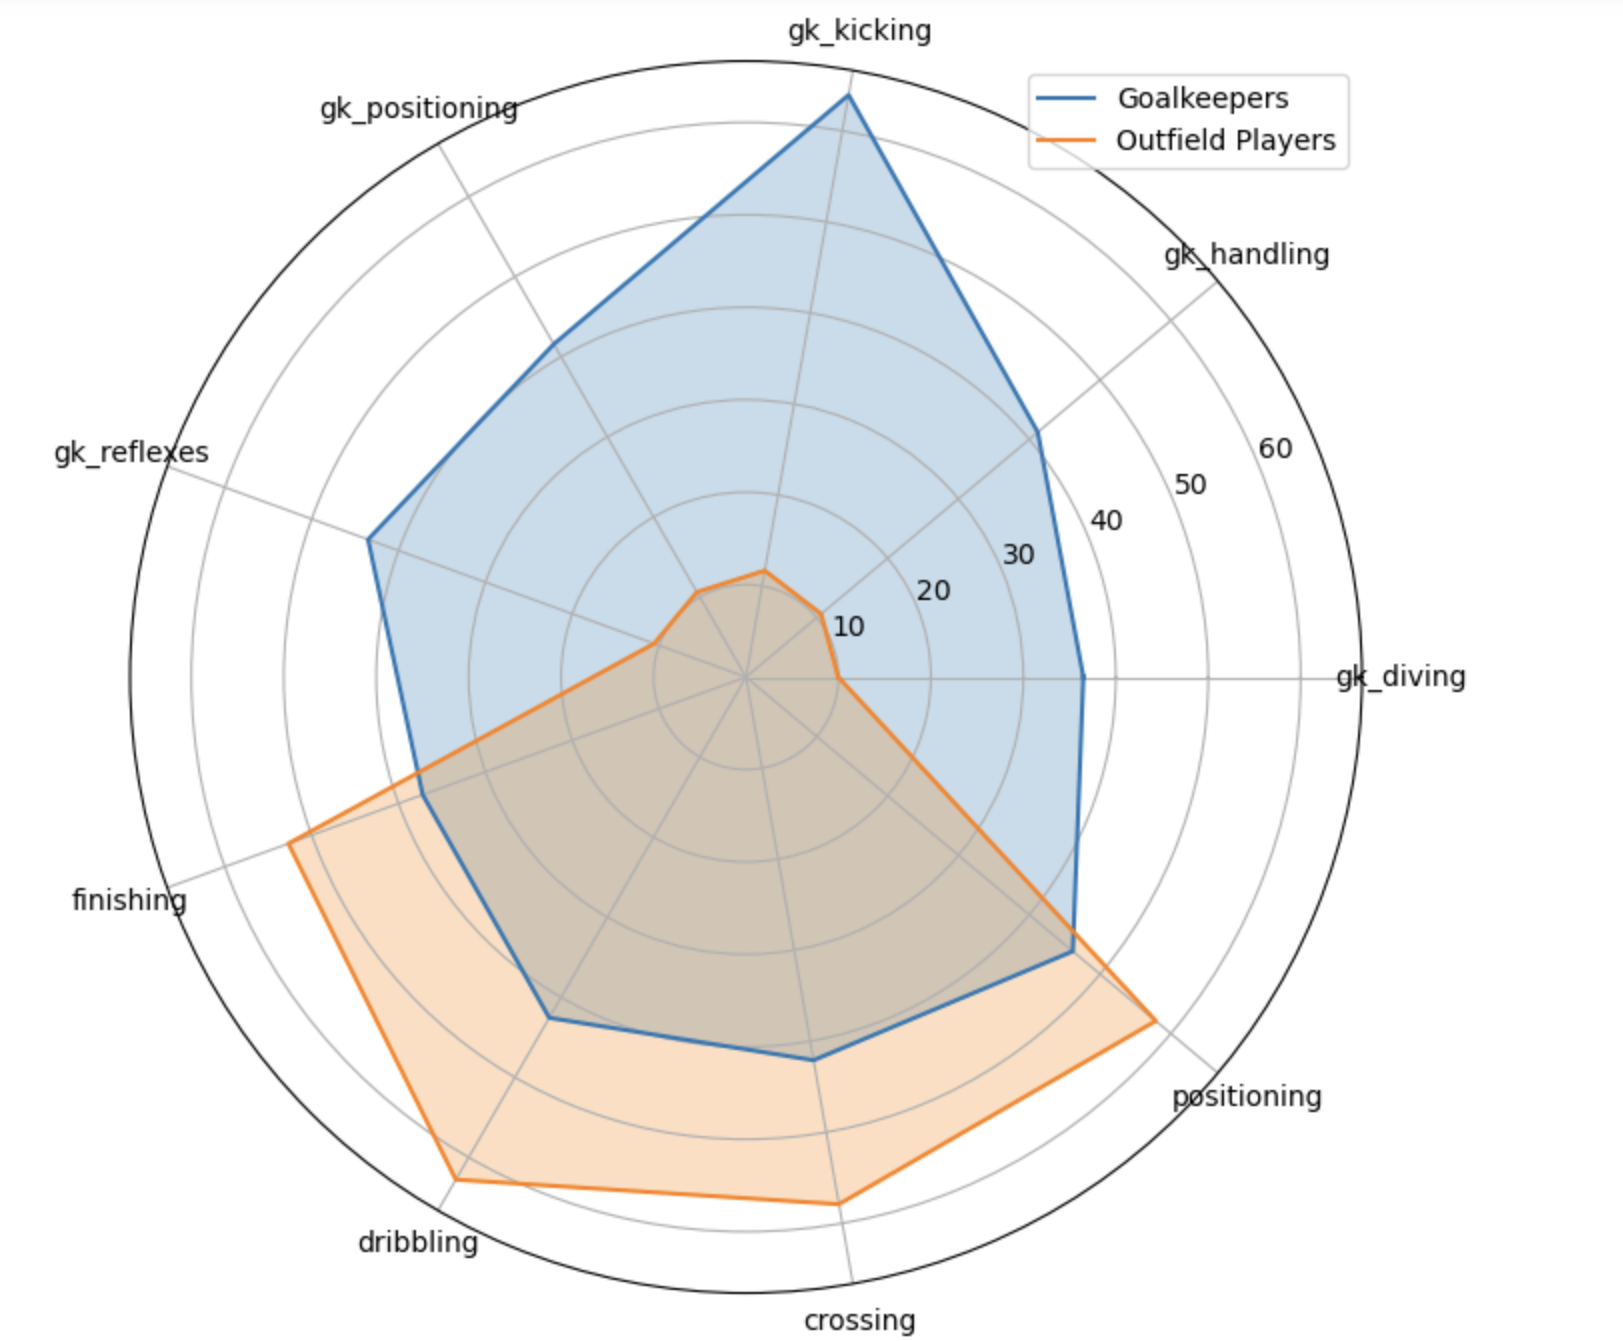 gk_kicking
gk_positioning
Goalkeepers
Outfield Players
gk_handling
gk_reflexes
60
50
40
30
20
10
gk_diving
finishing
positioning
dribbling
crossing